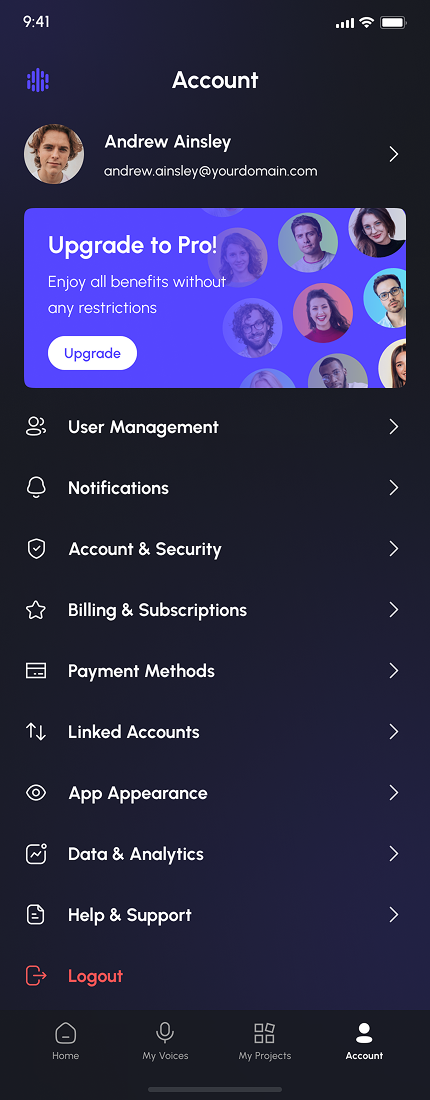 9:41
Account
Andrew Ainsley
andrew.ainsley@yourdomain.com
Upgrade to Pro!
Enjoy all benefits without
any restrictions
Upgrade
User Management
Notifications
Account & Security
Billing & Subscriptions
Payment Methods
Linked Accounts
App Appearance
Data & Analytics
Help & Support
Logout
Home
My Voices
My Projects
Account